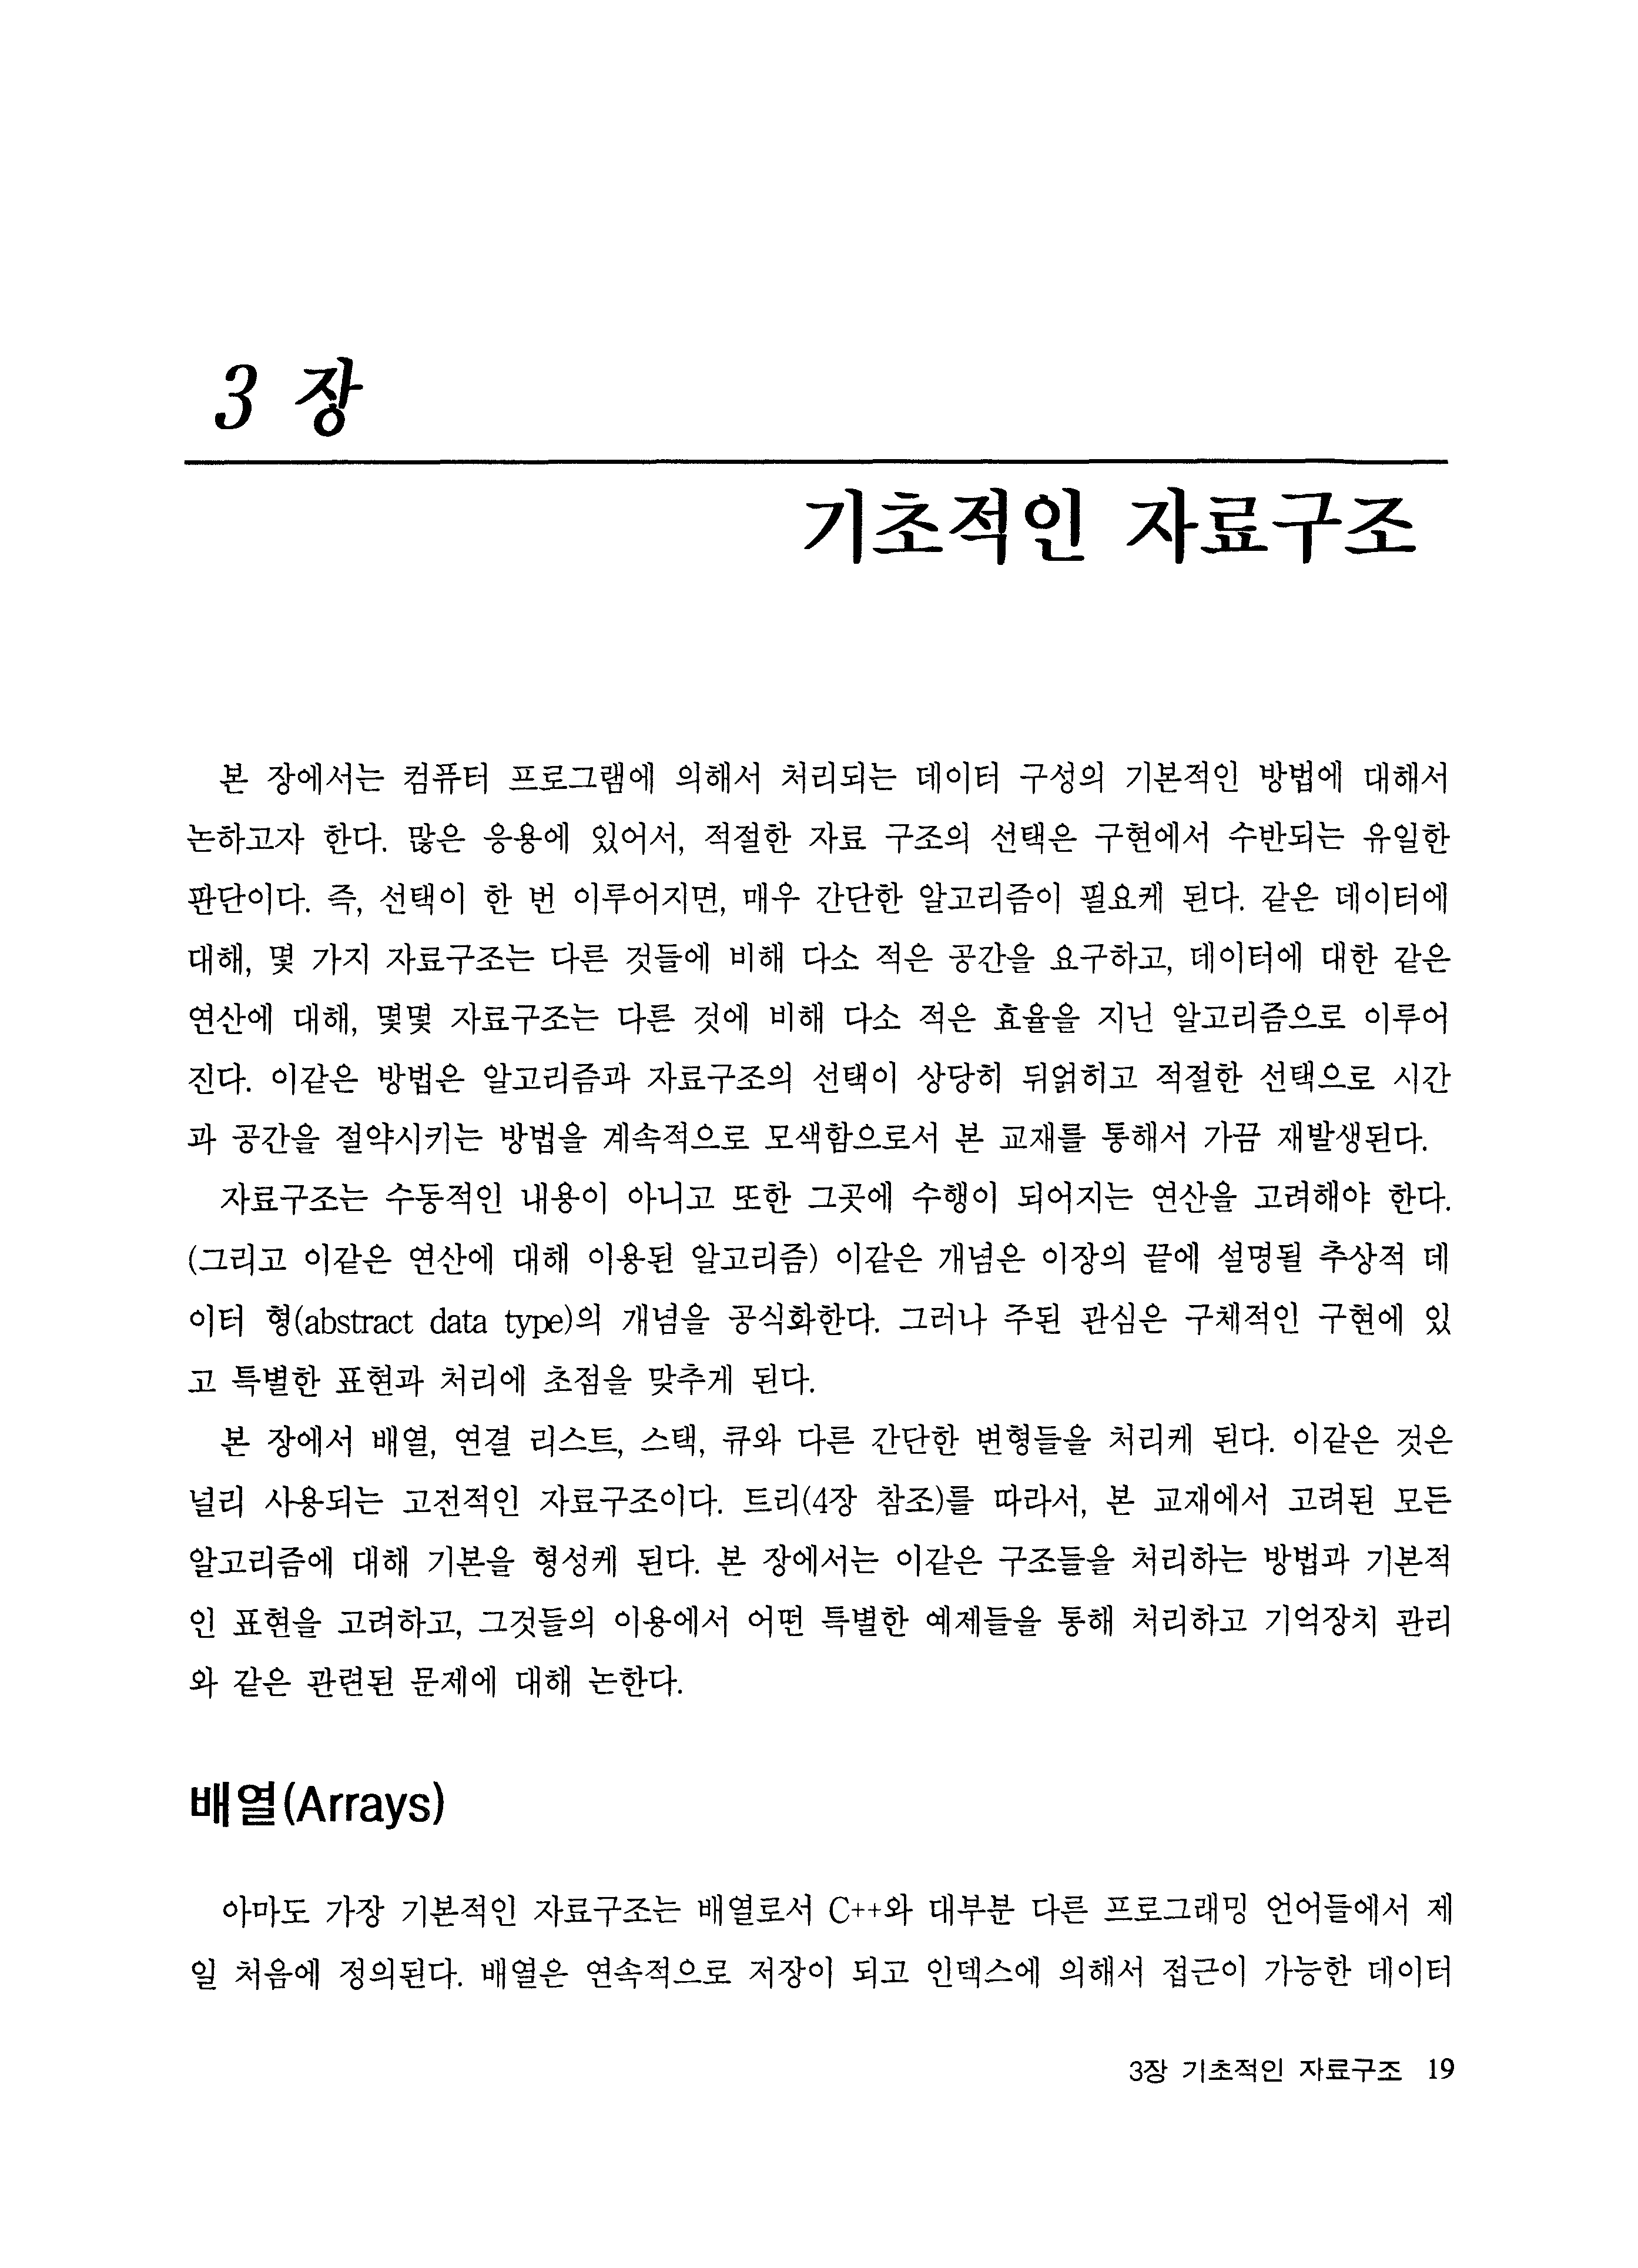 3 장
기초적인 자료구조
본 장에서는 컴퓨터 프로그램에 의해서 처리되는 데이터 구성의 기본적인 방법에 대해서
논하고자 한다. 많은 응용에 있어서, 적절한 자료 구조의 선택은 구현에서 수반되는 유일한
판단이다. 즉, 선택이 한 번 이루어지면, 매우 간단한 알고리즘이 필요케 된다. 같은 데이터에
대해, 몇 가지 자료구조는 다른 것들에 비해 다소 적은 공간을 요구하고, 데이터에 대한 같은
연산에 대해, 몇몇 자료구조는 다른 것에 비해 다소 적은 효율을 지닌 알고리즘으로 이루어
진다. 이같은 방법은 알고리즘과 자료구조의 선택이 상당히 뒤얽히고 적절한 선택으로 시간
과 공간을 절약시키는 방법을 계속적으로 모색함으로서 본 교재를 통해서 가끔 재발생된다.
자료구조는 수동적인 내용이 아니고 또한 그곳에 수행이 되어지는 연산을 고려해야 한다.
(그리고 이같은 연산에 대해 이용된 알고리즘) 이같은 개념은 이장의 끝에 설명될 추상적 데
이터 형(abstract data type)의 개념을 공식화한다. 그러나 주된 관심은 구체적인 구현에 있
고 특별한 표현과 처리에 초점을 맞추게 된다.
본 장에서 배열, 연결 리스트, 스택, 큐와 다른 간단한 변형들을 처리케 된다. 이같은 것은
널리 사용되는 고전적인 자료구조이다. 트리(4장 참조)를 따라서, 본 교재에서 고려된 모든
알고리즘에 대해 기본을 형성케 된다. 본 장에서는 이같은 구조들을 처리하는 방법과 기본적
인 표현을 고려하고, 그것들의 이용에서 어떤 특별한 예제들을 통해 처리하고 기억장치 관리
와 같은 관련된 문제에 대해 논한다.
배열(Arrays)
아마도 가장 기본적인 자료구조는 배열로서 C++와 대부분 다른 프로그래밍 언어들에서 제
일 처음에 정의된다. 배열은 연속적으로 저장이 되고 인덱스에 의해서 접근이 가능한 데이터
3장 기초적인 자료구조 19